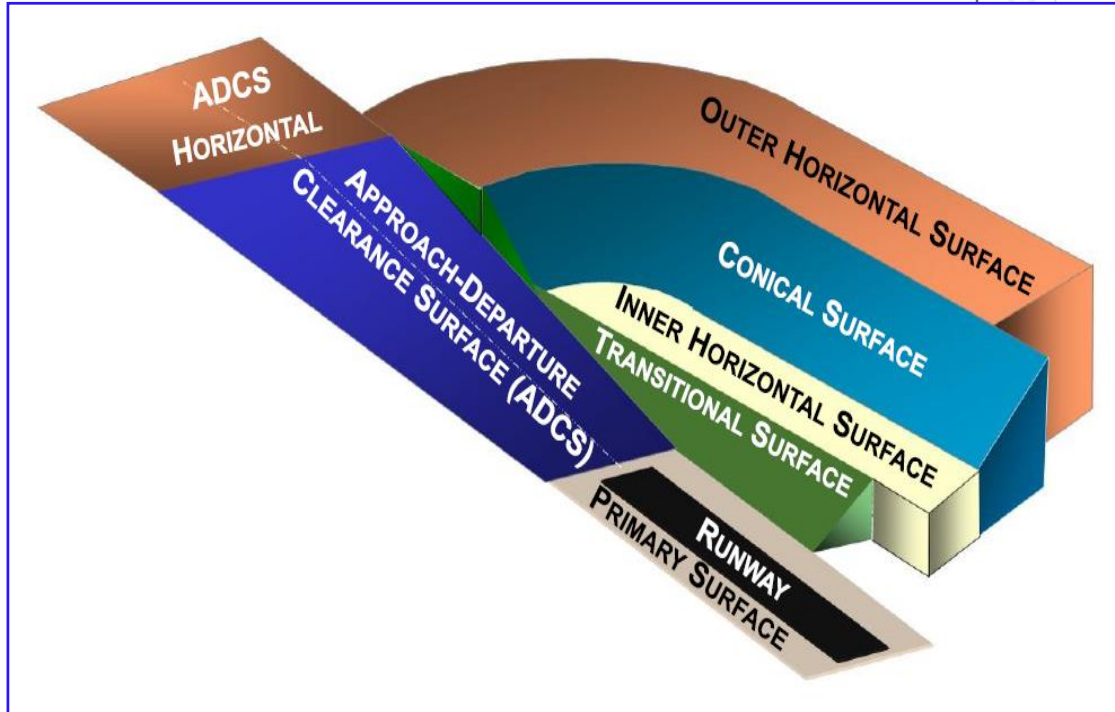 ADCS
HORIZONTAL
APPROACH-DEPARTURE
CLEARANCE SURFACE (ADCS)
OUTER HORIZONTAL SURFACE
CONICAL SURFACE
INNER HORIZONTAL SURFACE
TRANSITIONAL SURFACE
RUNWAY
PRIMARY SURFACE